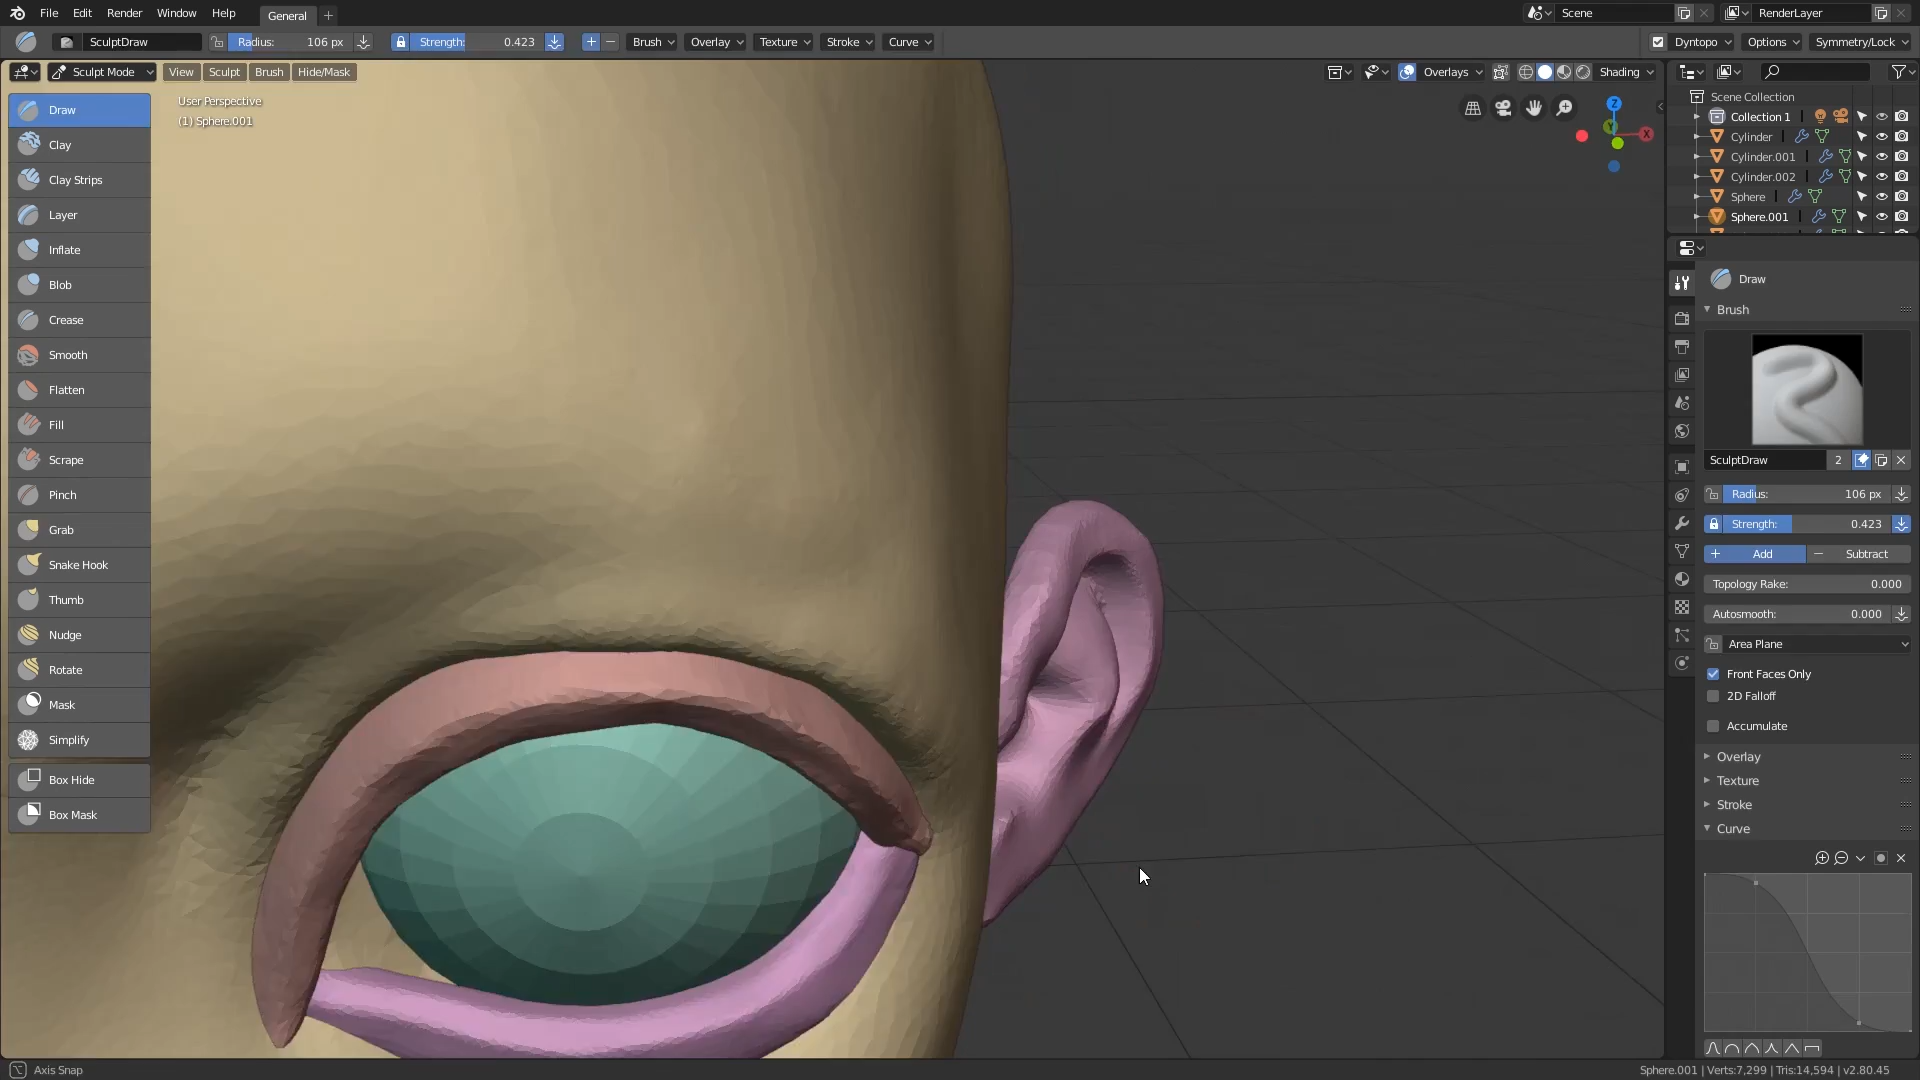 File Edit Render Window Help General + Scene RenderLayer
SculptDraw Radius: 106 px Strength: 0.423 Brush Overlay Texture Stroke Curve Dyntopo Options Symmetry/Lock
Sculpt Mode View Sculpt Brush Hide/Mask Overlays Shading
User Perspective
(1) Sphere.001
Draw
Clay
Clay Strips
Layer
Inflate
Blob
Crease
Smooth
Flatten
Fill
Scrape
Pinch
Grab
Snake Hook
Thumb
Nudge
Rotate
Mask
Simplify
Box Hide
Box Mask
Z
Y
X
Scene Collection
Collection 1
Cylinder
Cylinder.001
Cylinder.002
Sphere
Sphere.001
Draw
Brush
SculptDraw 2
Radius: 106 px
Strength: 0.423
Add Subtract
Topology Rake: 0.000
Autosmooth: 0.000
Area Plane
Front Faces Only
2D Falloff
Accumulate
Overlay
Texture
Stroke
Curve
Axis Snap
Sphere.001 | Verts:7,299 | Tris:14,594 | v2.80.45